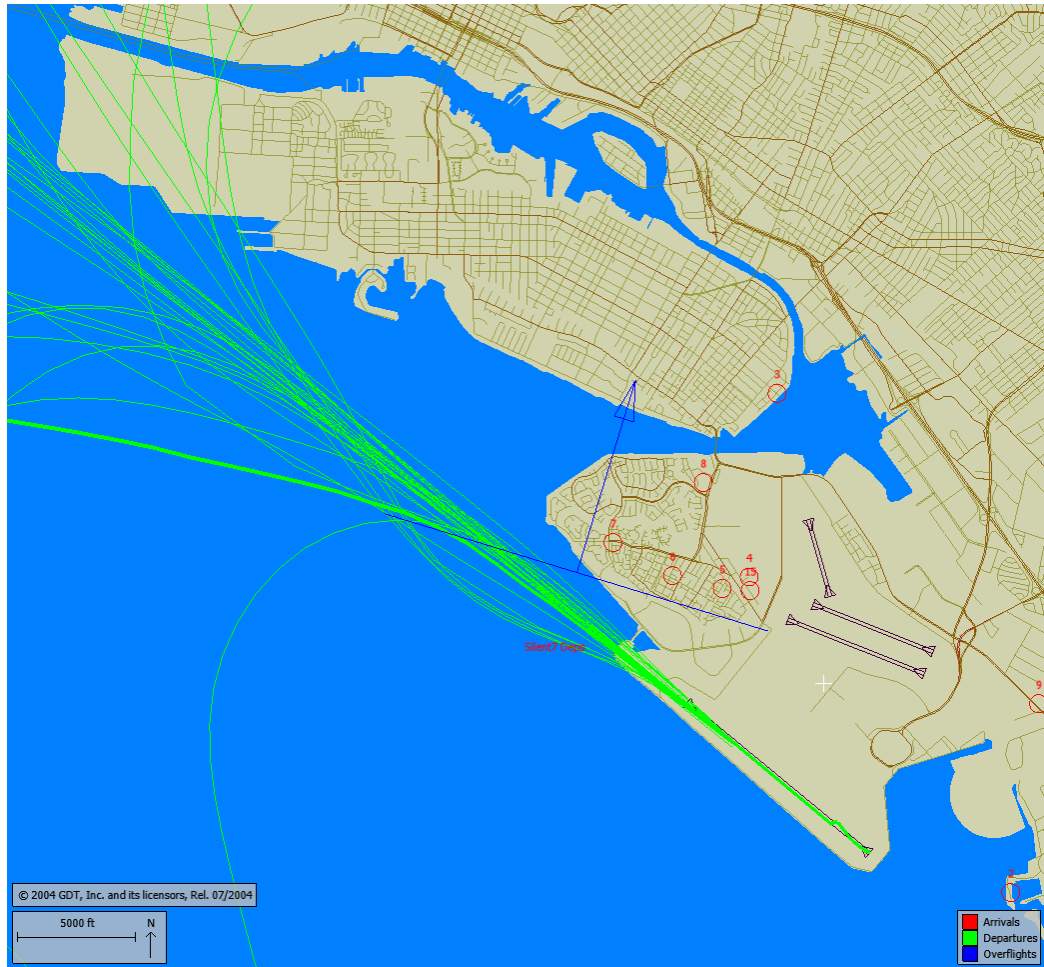 3
8
7
6
4
5
15
Silent7 Deps
9
2
© 2004 GDT, Inc. and its licensors, Rel. 07/2004
5000 ft
N
Arrivals
Departures
Overflights